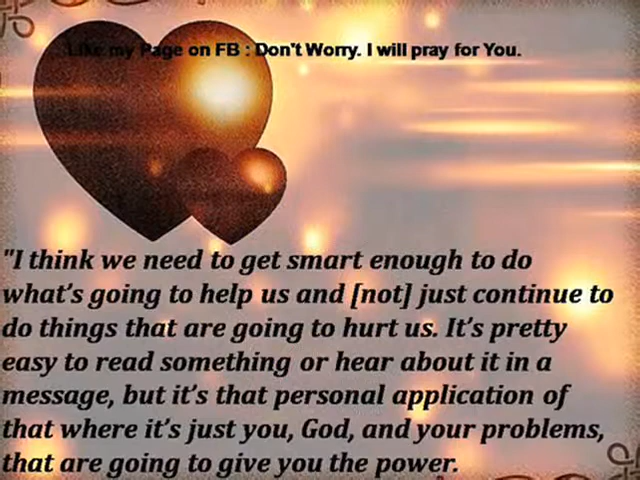 Like my Page on FB : Don't Worry. I will pray for You.
"I think we need to get smart enough to do
what's going to help us and [not] just continue to
do things that are going to hurt us. It's pretty
easy to read something or hear about it in a
message, but it's that personal application of
that where it's just you, God, and your problems,
that are going to give you the power.